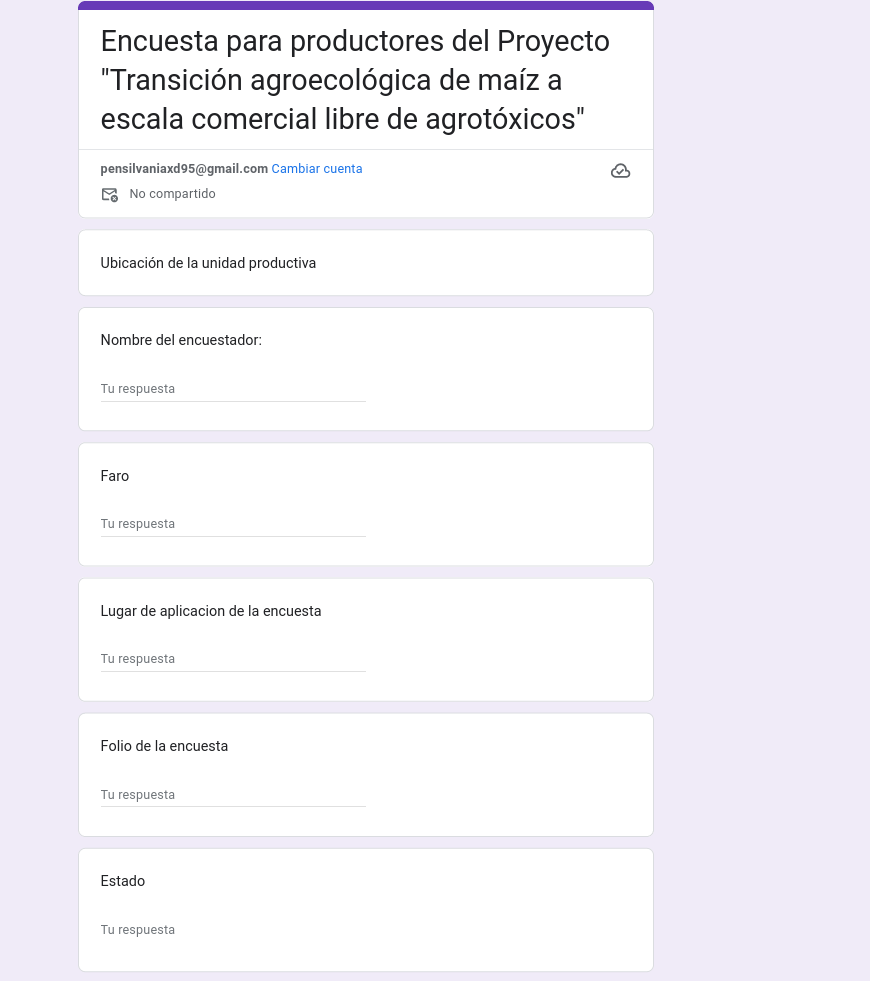 Encuesta para productores del Proyecto
"Transición agroecológica de maíz a
escala comercial libre de agrotóxicos"
pensilvaniaxd95@gmail.com Cambiar cuenta
No compartido
Ubicación de la unidad productiva
Nombre del encuestador:
Tu respuesta
Faro
Tu respuesta
Lugar de aplicacion de la encuesta
Tu respuesta
Folio de la encuesta
Tu respuesta
Estado
Tu respuesta